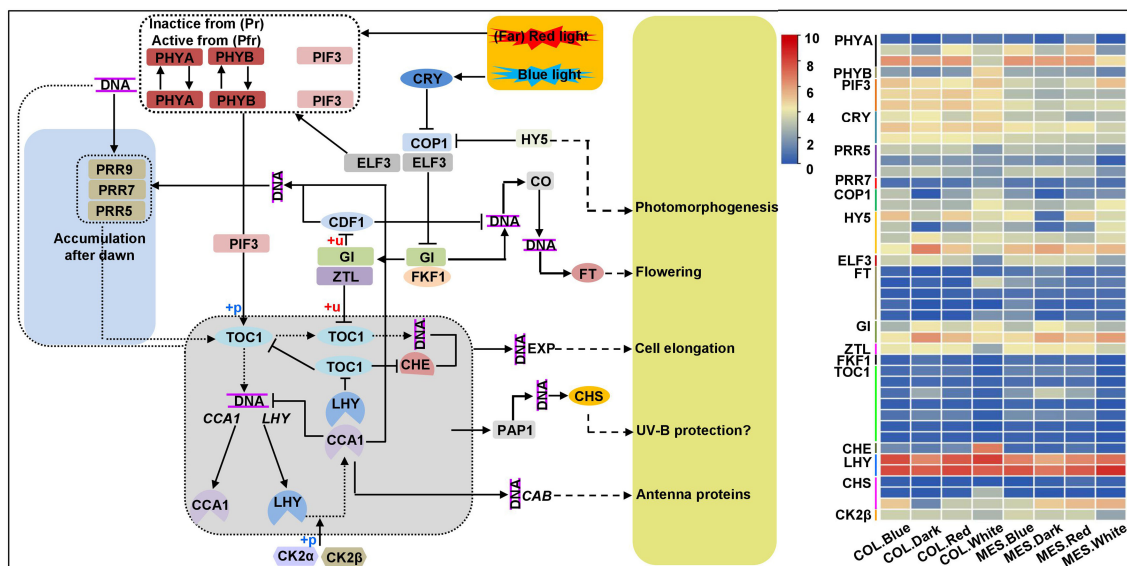 Inactice from (Pr)
Active from (Pfr)
PHYA
PHYB
PIF3
PHYA
PHYB
PIF3
(Far) Red light
Blue light
CRY
COP1
HY5
ELF3
ELF3
DNA
PRR9
PRR7
PRR5
Accumulation
after dawn
DNA
CDF1
+u
GI
ZTL
GI
FKF1
CO
DNA
DNA
FT
PIF3
+p
+u
TOC1
TOC1
DNA
TOC1
CHE
DNA
CCA1
LHY
LHY
CCA1
CCA1
LHY
+p
CK2α
CK2β
DNA
EXP
PAP1
DNA
CHS
DNA
CAB
Photomorphogenesis
Flowering
Cell elongation
UV-B protection?
Antenna proteins
10
8
6
4
2
0
PHYA
PHYB
PIF3
CRY
PRR5
PRR7
COP1
HY5
ELF3
FT
GI
ZTL
FKF1
TOC1
CHE
LHY
CHS
CK2β
COL.Blue
COL.Dark
COL.Red
COL.White
MES.Blue
MES.Dark
MES.Red
MES.White